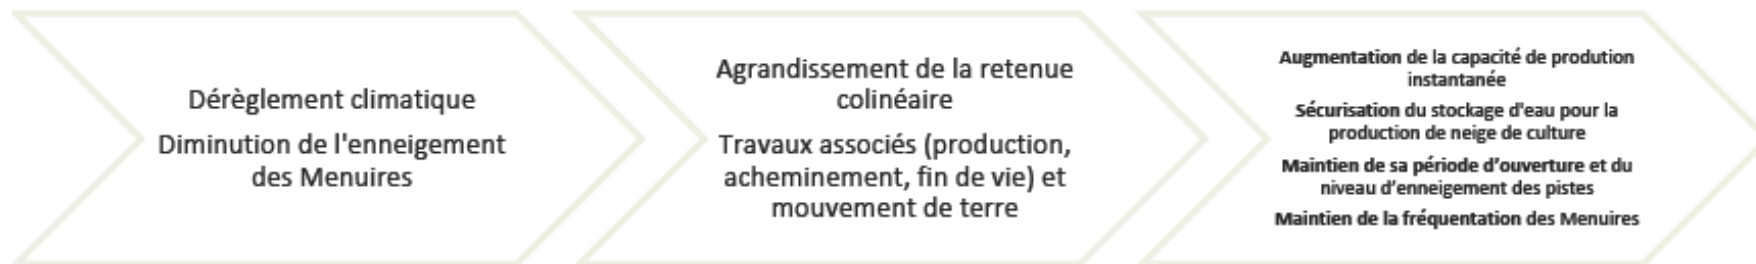 Dérèglement climatique
Diminution de l'enneigement
des Menuires
Agrandissement de la retenue
colinéaire
Travaux associés (production,
acheminement, fin de vie) et
mouvement de terre
Augmentation de la capacité de prodution
instantanée
Sécurisation du stockage d'eau pour la
production de neige de culture
Maintien de sa période d’ouverture et du
niveau d’enneigement des pistes
Maintien de la fréquentation des Menuires